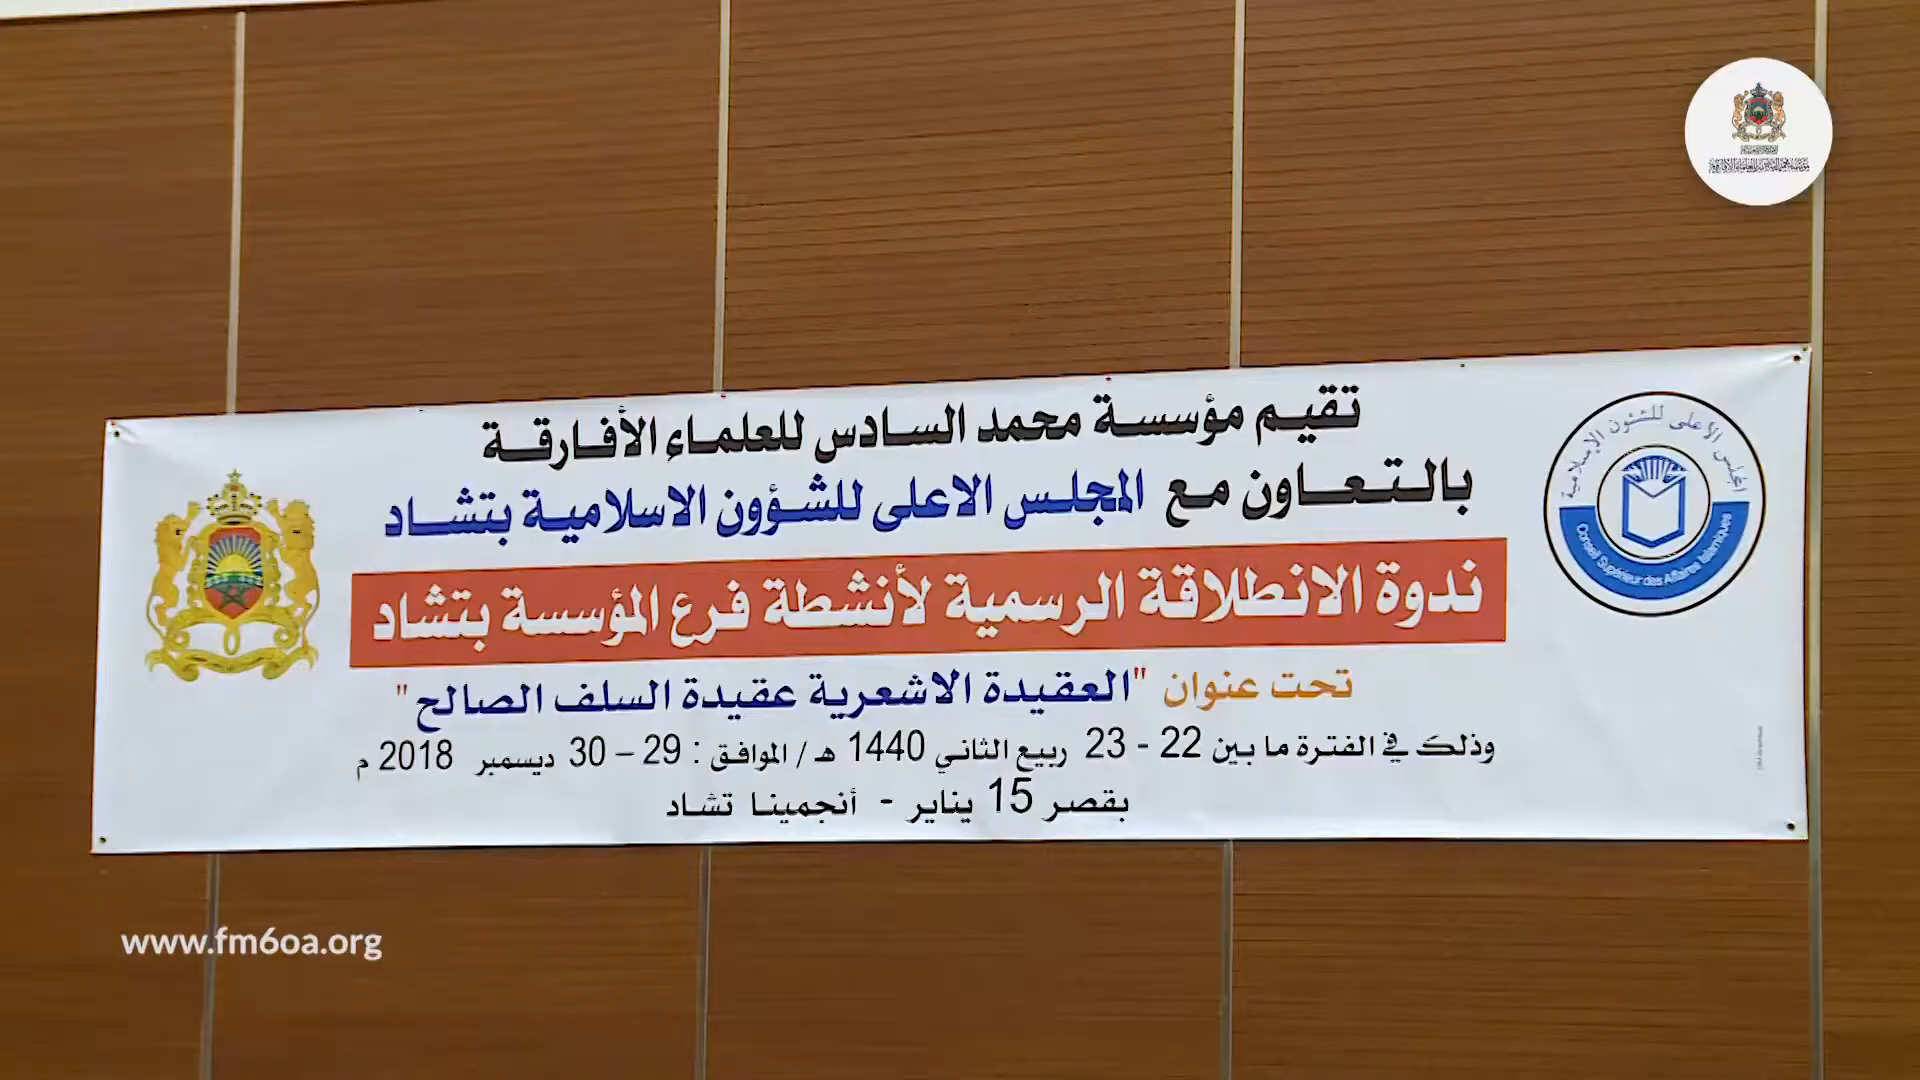 تقيم مؤسسة محمد السادس للعلماء الأفارقة
بالتعاون مع المجلس الاعلى للشؤون الاسلامية بتشاد
ندوة الانطلاقة الرسمية لأنشطة فرع المؤسسة بتشاد
تحت عنوان "العقيدة الاشعرية عقيدة السلف الصالح"
وذلك في الفترة ما بين 22 - 23 ربيع الثاني 1440 هـ / الموافق : 29 – 30 ديسمبر 2018 م
بقصر 15 يناير - أنجمينا تشاد
المجلس الأعلى للشؤون الإسلامية
Conseil Supérieur des Affaires Islamiques
www.fm6oa.org